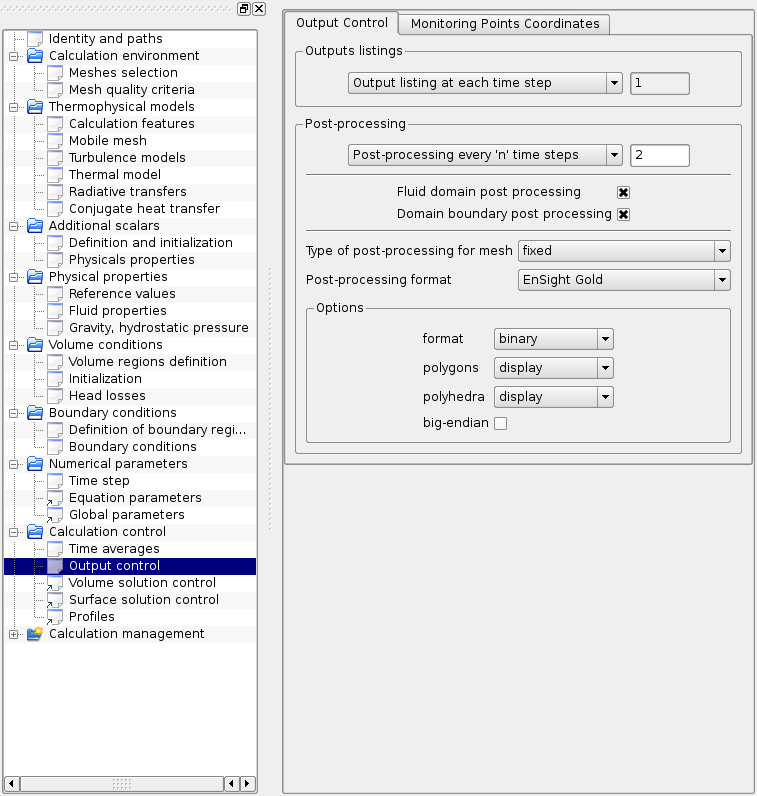 Identity and paths
Calculation environment
Meshes selection
Mesh quality criteria
Thermophysical models
Calculation features
Mobile mesh
Turbulence models
Thermal model
Radiative transfers
Conjugate heat transfer
Additional scalars
Definition and initialization
Physicals properties
Physical properties
Reference values
Fluid properties
Gravity, hydrostatic pressure
Volume conditions
Volume regions definition
Initialization
Head losses
Boundary conditions
Definition of boundary regi...
Boundary conditions
Numerical parameters
Time step
Equation parameters
Global parameters
Calculation control
Time averages
Output control
Volume solution control
Surface solution control
Profiles
Calculation management
Output Control Monitoring Points Coordinates
Outputs listings
Output listing at each time step 1
Post-processing
Post-processing every 'n' time steps 2
Fluid domain post processing
Domain boundary post processing
Type of post-processing for mesh fixed
Post-processing format EnSight Gold
Options
format binary
polygons display
polyhedra display
big-endian